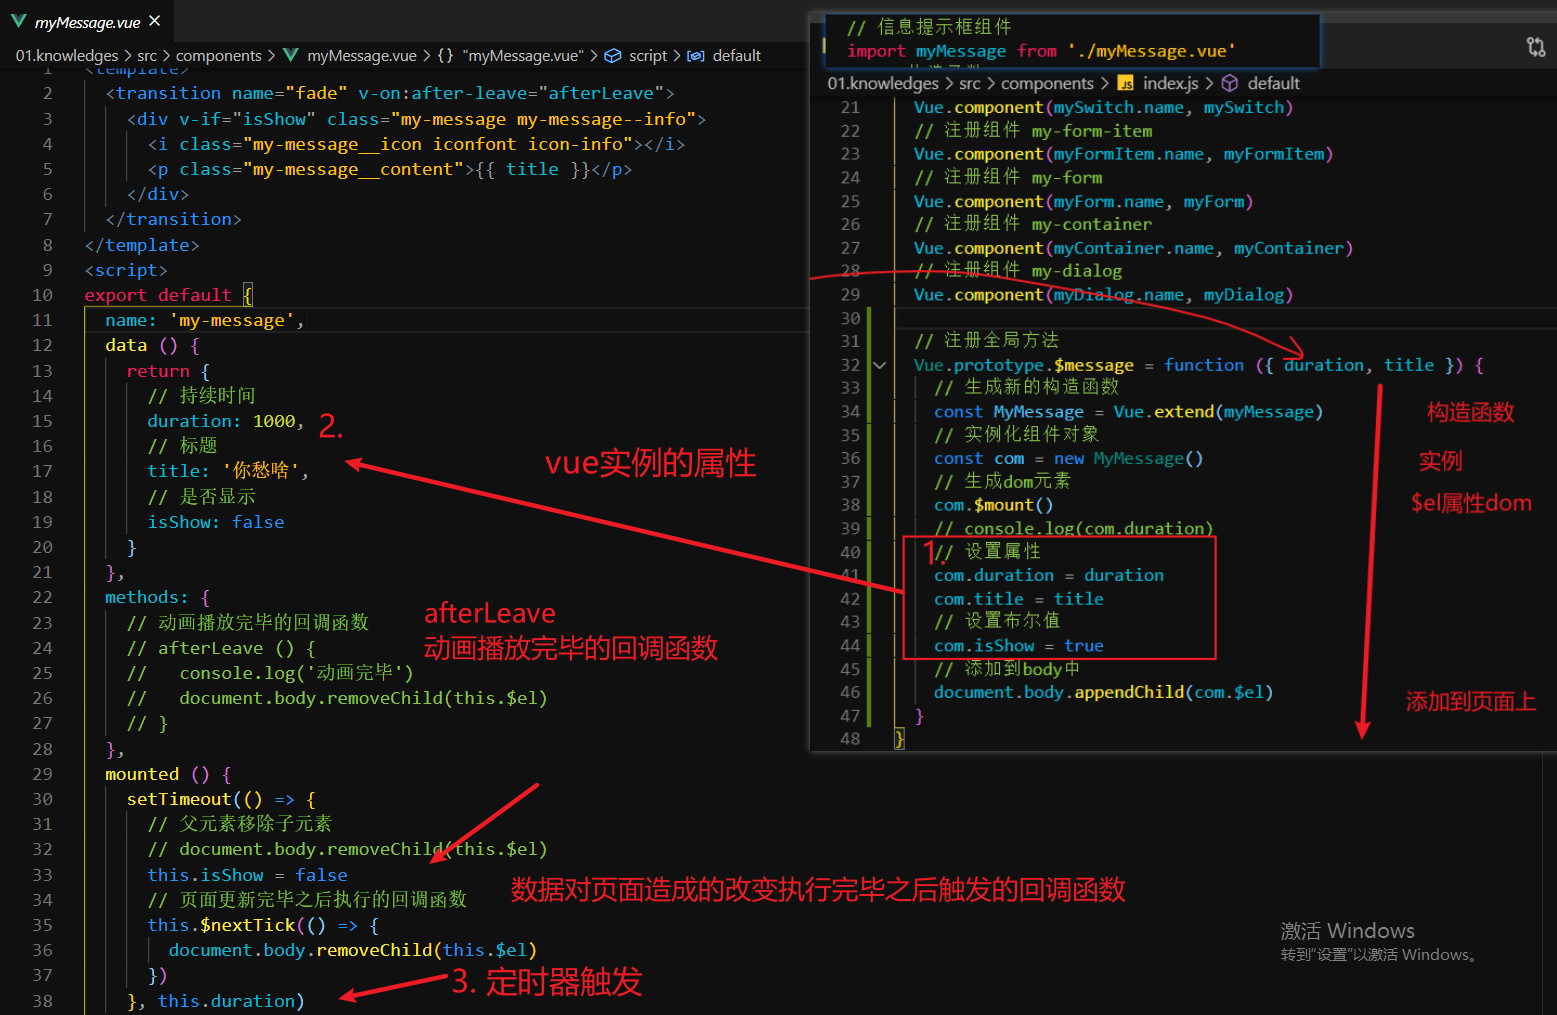 myMessage.vue
01.knowledges > src > components > myMessage.vue > {} "myMessage.vue" > script > default
1 <template>
2 <transition name="fade" v-on:after-leave="afterLeave">
3 <div v-if="isShow" class="my-message my-message--info">
4 <i class="my-message__icon iconfont icon-info"></i>
5 <p class="my-message__content">{{ title }}</p>
6 </div>
7 </transition>
8 </template>
9 <script>
10 export default {
11 name: 'my-message',
12 data () {
13 return {
14 // 持续时间
15 duration: 1000,
16 // 标题
17 title: '你愁啥',
18 // 是否显示
19 isShow: false
20 }
21 },
22 methods: {
23 // 动画播放完毕的回调函数
24 // afterLeave () {
25 //   console.log('动画完毕')
26 //   document.body.removeChild(this.$el)
27 // }
28 },
29 mounted () {
30 setTimeout(() => {
31 // 父元素移除子元素
32 // document.body.removeChild(this.$el)
33 this.isShow = false
34 // 页面更新完毕之后执行的回调函数
35 this.$nextTick(() => {
36 document.body.removeChild(this.$el)
37 })
38 }, this.duration)
2.
vue实例的属性
afterLeave
动画播放完毕的回调函数
数据对页面造成的改变执行完毕之后触发的回调函数
3. 定时器触发
// 信息提示框组件
import myMessage from './myMessage.vue'
01.knowledges > src > components > JS index.js > default
21 Vue.component(mySwitch.name, mySwitch)
22 // 注册组件 my-form-item
23 Vue.component(myFormItem.name, myFormItem)
24 // 注册组件 my-form
25 Vue.component(myForm.name, myForm)
26 // 注册组件 my-container
27 Vue.component(myContainer.name, myContainer)
28 // 注册组件 my-dialog
29 Vue.component(myDialog.name, myDialog)
30
31 // 注册全局方法
32 Vue.prototype.$message = function ({ duration, title }) {
33 // 生成新的构造函数
34 const MyMessage = Vue.extend(myMessage)
35 // 实例化组件对象
36 const com = new MyMessage()
37 // 生成dom元素
38 com.$mount()
39 // console.log(com.duration)
40 // 设置属性
41 com.duration = duration
42 com.title = title
43 // 设置布尔值
44 com.isShow = true
45 // 添加到body中
46 document.body.appendChild(com.$el)
47 }
48 }
1.
构造函数
实例
$el属性dom
添加到页面上
激活 Windows
转到"设置"以激活 Windows。